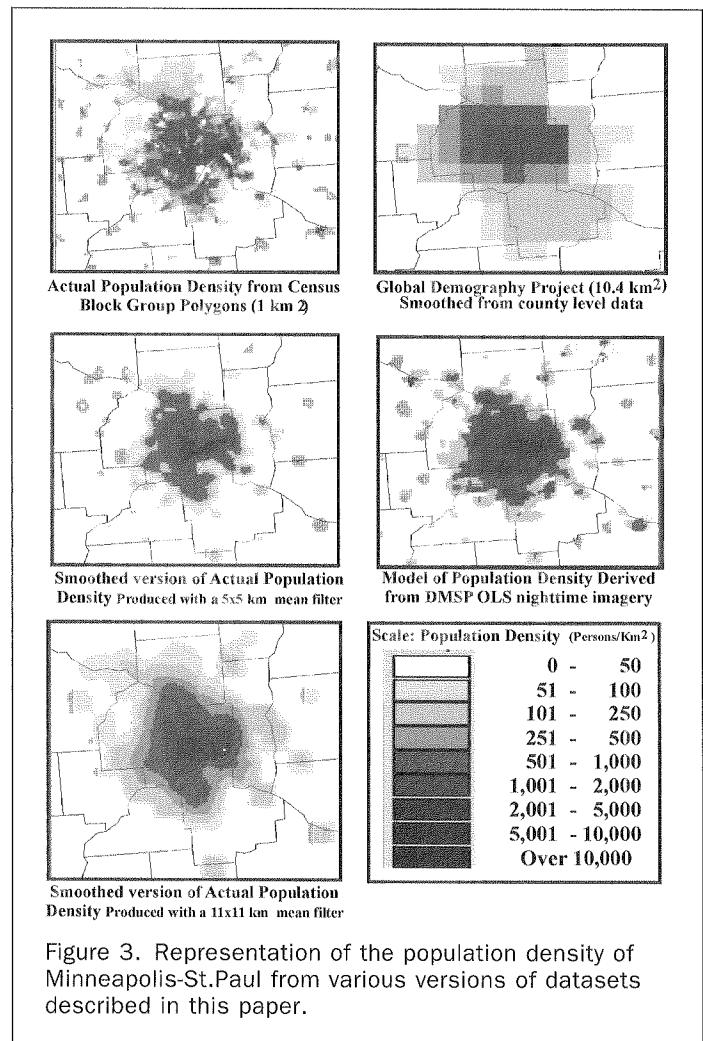 Actual Population Density from Census
Block Group Polygons (1 km 2)
Global Demography Project (10.4 km2)
Smoothed from county level data
Smoothed version of Actual Population
Density Produced with a 5x5 km mean filter
Model of Population Density Derived
from DMSP OLS nighttime imagery
Smoothed version of Actual Population
Density Produced with a 11x11 km mean filter
Scale: Population Density (Persons/Km2)
0 - 50
51 - 100
101 - 250
251 - 500
501 - 1,000
1,001 - 2,000
2,001 - 5,000
5,001 - 10,000
Over 10,000
Figure 3. Representation of the population density of
Minneapolis-St.Paul from various versions of datasets
described in this paper.